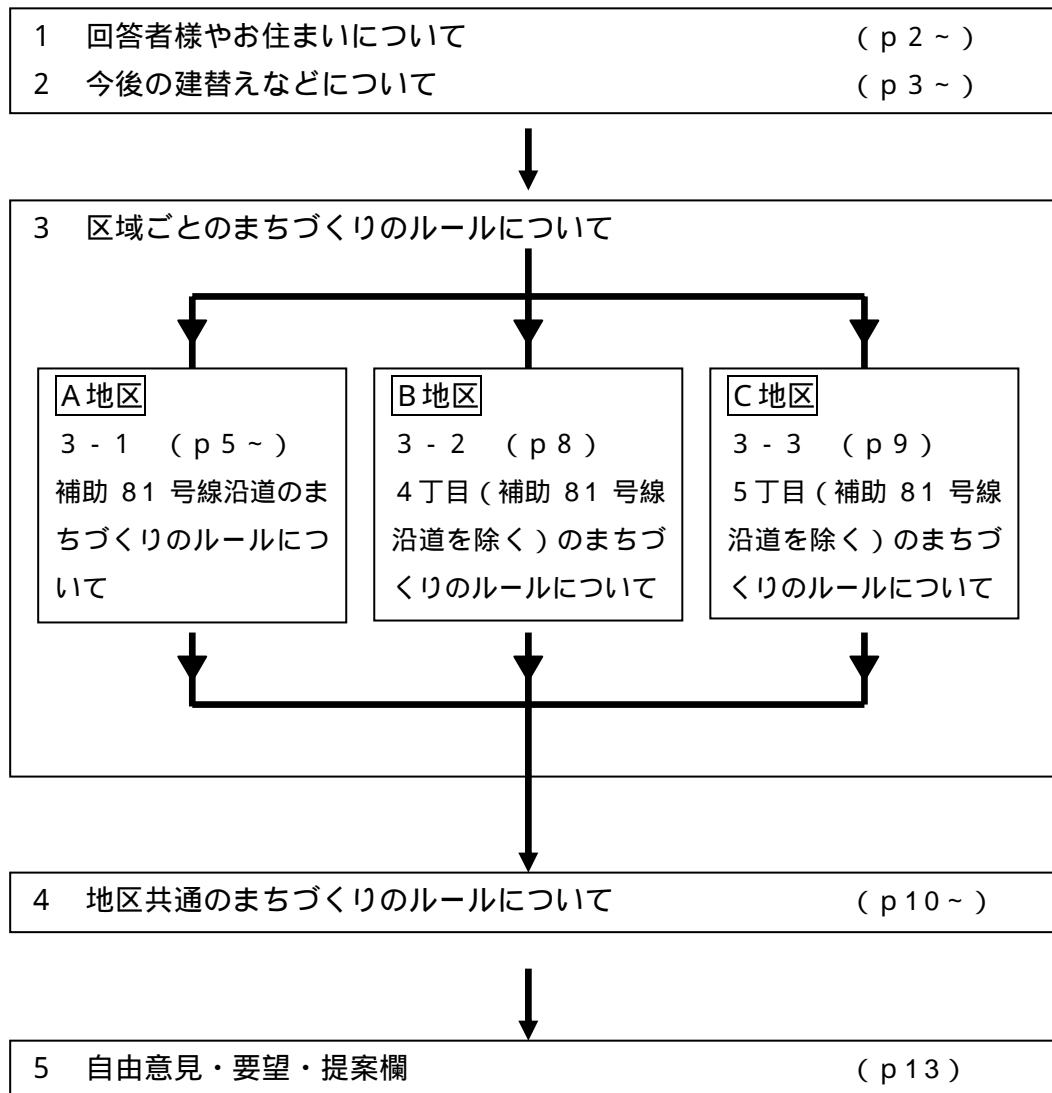 1 回答者様やお住まいについて (p2~)
2 今後の建替えなどについて (p3~)
3 区域ごとのまちづくりのルールについて
A地区
3-1 (p5~)
補助 81 号線沿道のま
ちづくりのルールにつ
いて
B地区
3-2 (p8)
4丁目(補助 81 号線
沿道を除く)のまちづ
くりのルールについて
C地区
3-3 (p9)
5丁目(補助 81 号線
沿道を除く)のまちづ
くりのルールについて
4 地区共通のまちづくりのルールについて (p10~)
5 自由意見・要望・提案欄 (p13)